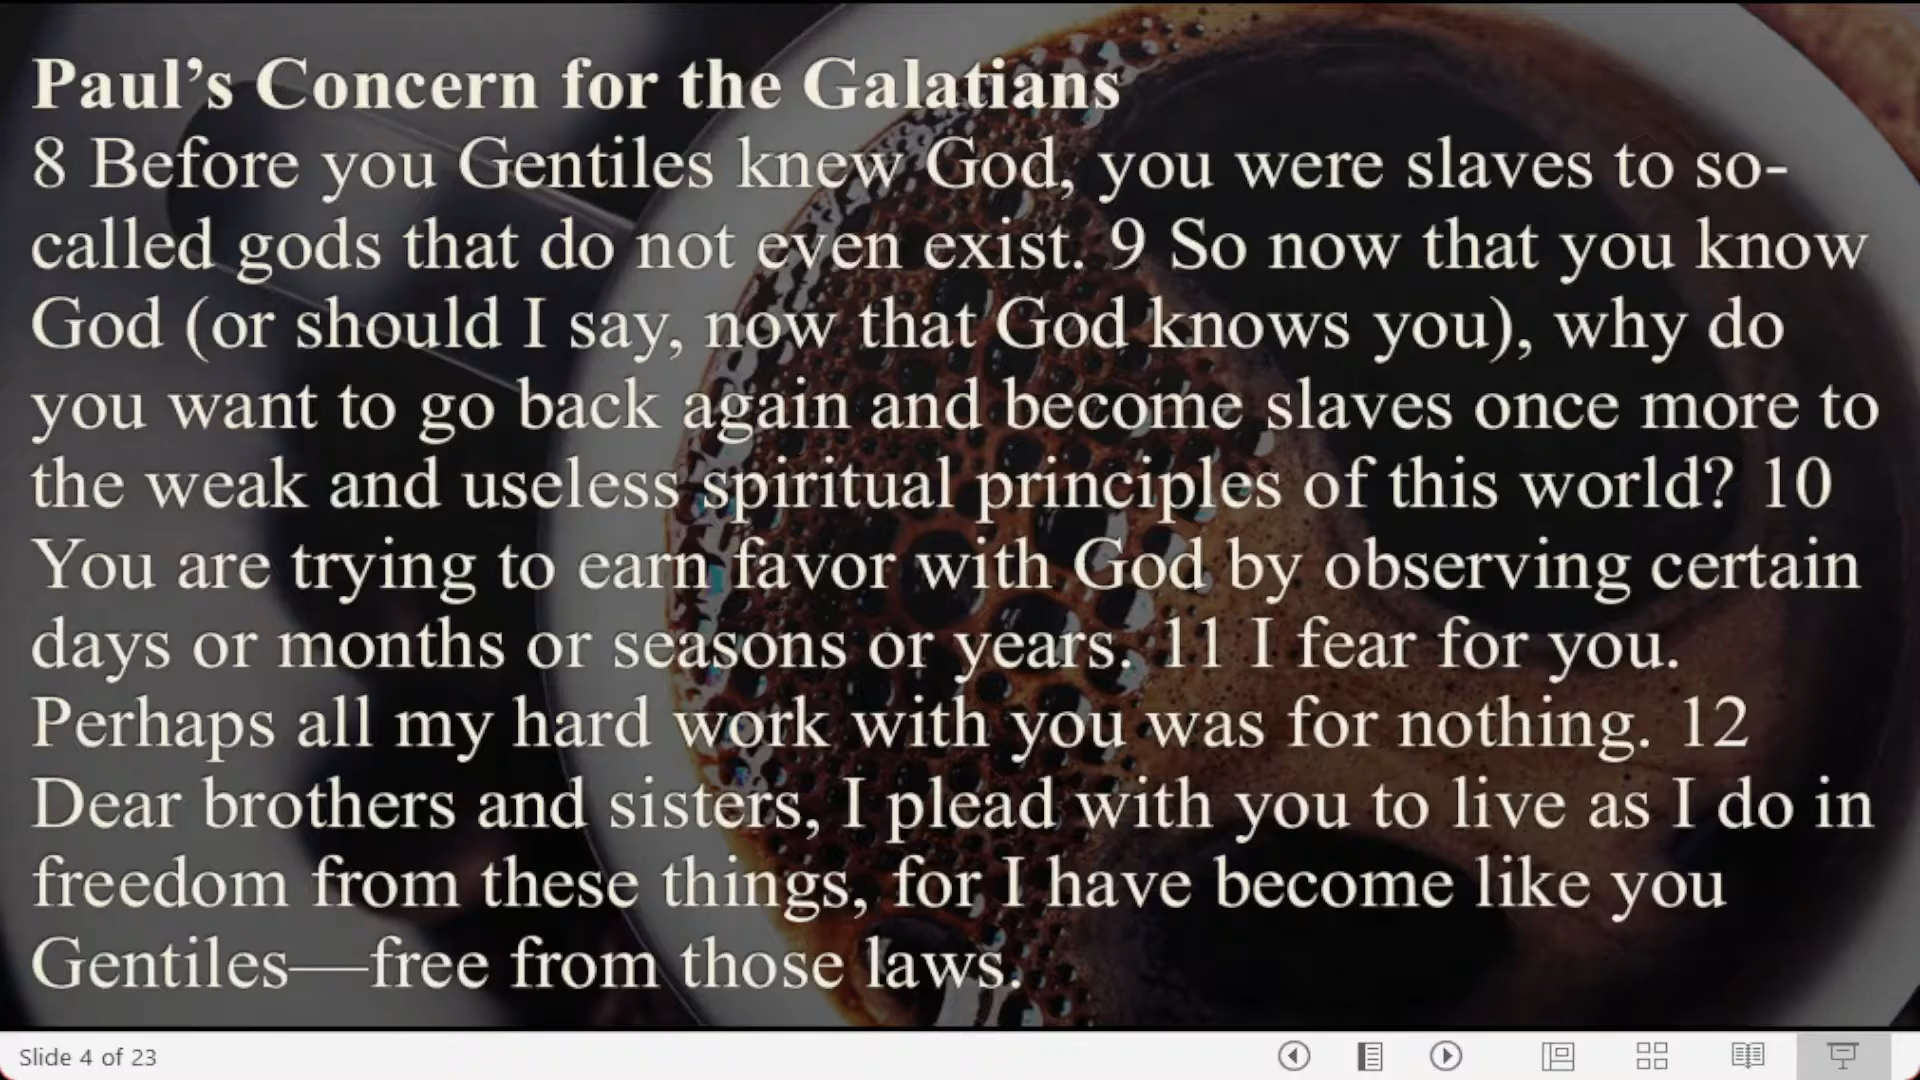 Paul’s Concern for the Galatians
8 Before you Gentiles knew God, you were slaves to so-
called gods that do not even exist. 9 So now that you know
God (or should I say, now that God knows you), why do
you want to go back again and become slaves once more to
the weak and useless spiritual principles of this world? 10
You are trying to earn favor with God by observing certain
days or months or seasons or years. 11 I fear for you.
Perhaps all my hard work with you was for nothing. 12
Dear brothers and sisters, I plead with you to live as I do in
freedom from these things, for I have become like you
Gentiles—free from those laws.
Slide 4 of 23